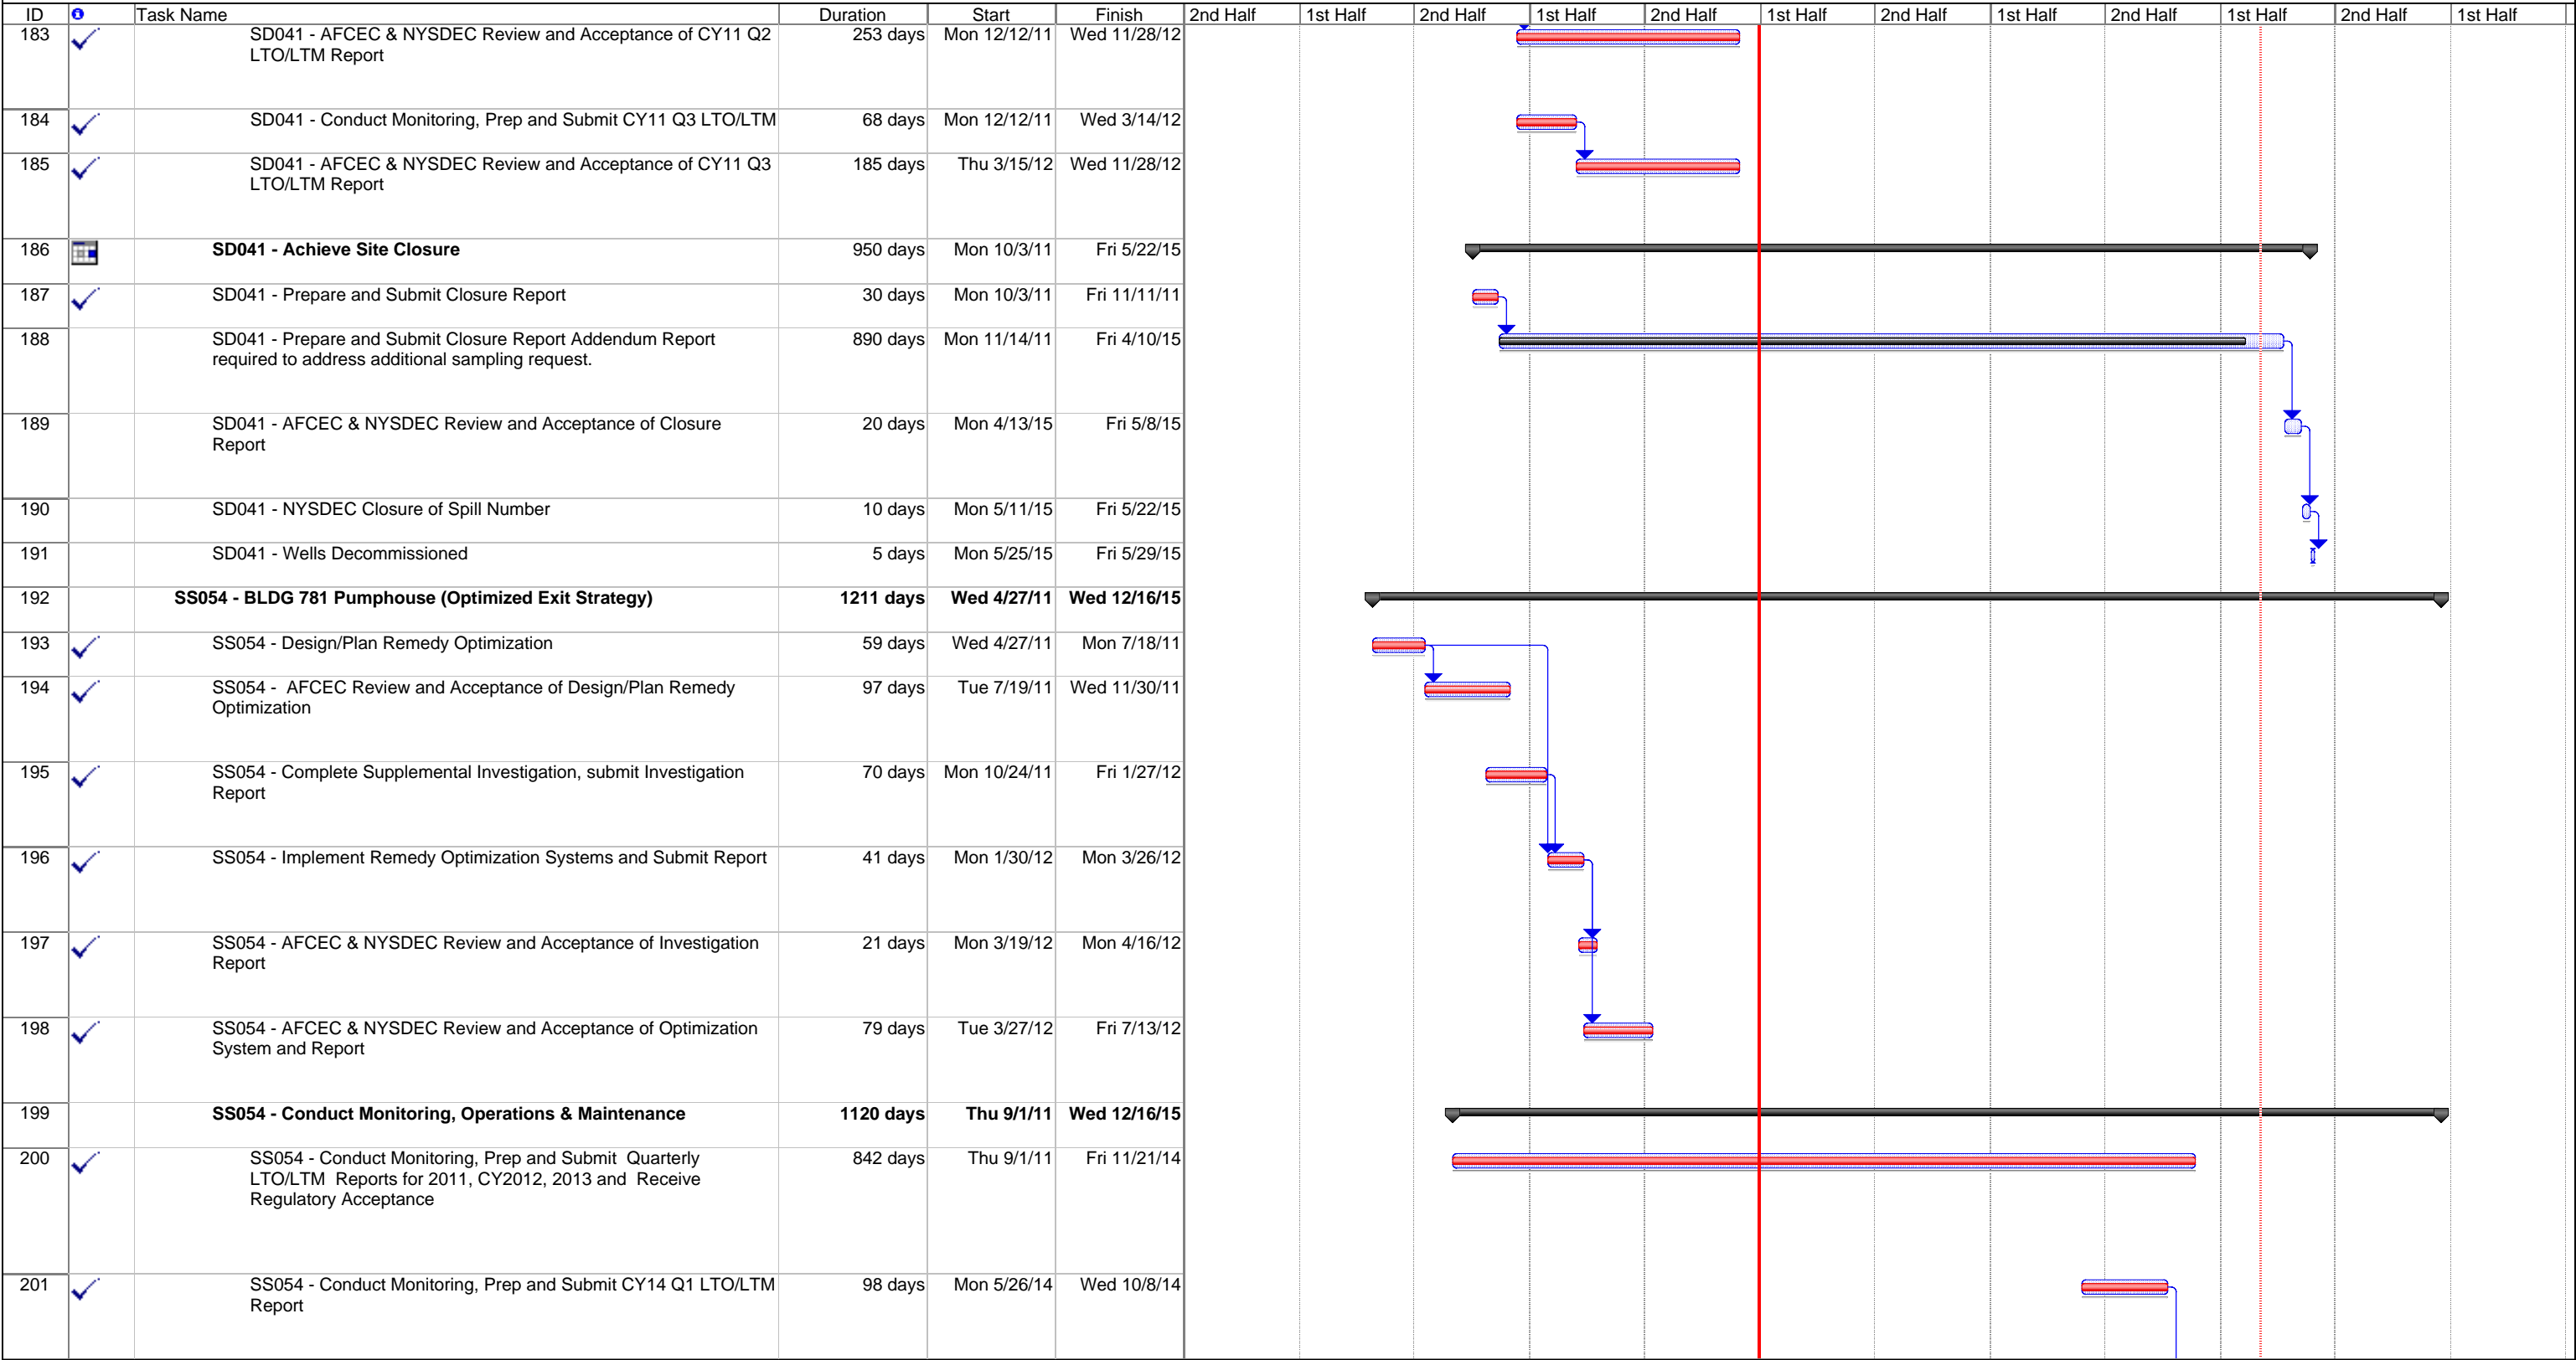 ID Task Name Duration Start Finish 2nd Half 1st Half 2nd Half 1st Half 2nd Half 1st Half 2nd Half 1st Half 2nd Half 1st Half 2nd Half 1st Half
183 SD041 - AFCEC & NYSDEC Review and Acceptance of CY11 Q2 253 days Mon 12/12/11 Wed 11/28/12
LTO/LTM Report
184 SD041 - Conduct Monitoring, Prep and Submit CY11 Q3 LTO/LTM 68 days Mon 12/12/11 Wed 3/14/12
185 SD041 - AFCEC & NYSDEC Review and Acceptance of CY11 Q3 185 days Thu 3/15/12 Wed 11/28/12
LTO/LTM Report
186 SD041 - Achieve Site Closure 950 days Mon 10/3/11 Fri 5/22/15
187 SD041 - Prepare and Submit Closure Report 30 days Mon 10/3/11 Fri 11/11/11
188 SD041 - Prepare and Submit Closure Report Addendum Report 890 days Mon 11/14/11 Fri 4/10/15
required to address additional sampling request.
189 SD041 - AFCEC & NYSDEC Review and Acceptance of Closure 20 days Mon 4/13/15 Fri 5/8/15
Report
190 SD041 - NYSDEC Closure of Spill Number 10 days Mon 5/11/15 Fri 5/22/15
191 SD041 - Wells Decommissioned 5 days Mon 5/25/15 Fri 5/29/15
192 SS054 - BLDG 781 Pumphouse (Optimized Exit Strategy) 1211 days Wed 4/27/11 Wed 12/16/15
193 SS054 - Design/Plan Remedy Optimization 59 days Wed 4/27/11 Mon 7/18/11
194 SS054 - AFCEC Review and Acceptance of Design/Plan Remedy 97 days Tue 7/19/11 Wed 11/30/11
Optimization
195 SS054 - Complete Supplemental Investigation, submit Investigation 70 days Mon 10/24/11 Fri 1/27/12
Report
196 SS054 - Implement Remedy Optimization Systems and Submit Report 41 days Mon 1/30/12 Mon 3/26/12
197 SS054 - AFCEC & NYSDEC Review and Acceptance of Investigation 21 days Mon 3/19/12 Mon 4/16/12
Report
198 SS054 - AFCEC & NYSDEC Review and Acceptance of Optimization 79 days Tue 3/27/12 Fri 7/13/12
System and Report
199 SS054 - Conduct Monitoring, Operations & Maintenance 1120 days Thu 9/1/11 Wed 12/16/15
200 SS054 - Conduct Monitoring, Prep and Submit Quarterly 842 days Thu 9/1/11 Fri 11/21/14
LTO/LTM Reports for 2011, CY2012, 2013 and Receive
Regulatory Acceptance
201 SS054 - Conduct Monitoring, Prep and Submit CY14 Q1 LTO/LTM 98 days Mon 5/26/14 Wed 10/8/14
Report